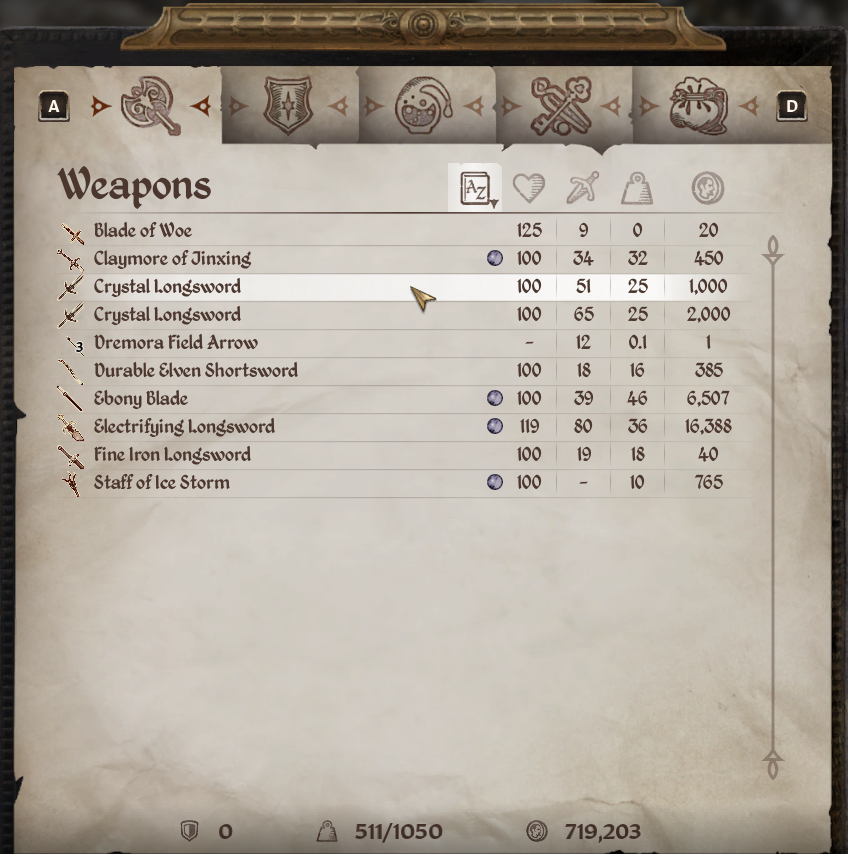 A D
Weapons AZ
Blade of Woe 125 9 0 20
Claymore of Jinxing 100 34 32 450
Crystal Longsword 100 51 25 1,000
Crystal Longsword 100 65 25 2,000
3 Dremora Field Arrow - 12 0.1 1
Durable Elven Shortsword 100 18 16 385
Ebony Blade 100 39 46 6,507
Electrifying Longsword 119 80 36 16,388
Fine Iron Longsword 100 19 18 40
Staff of Ice Storm 100 - 10 765
0 511/1050 719,203